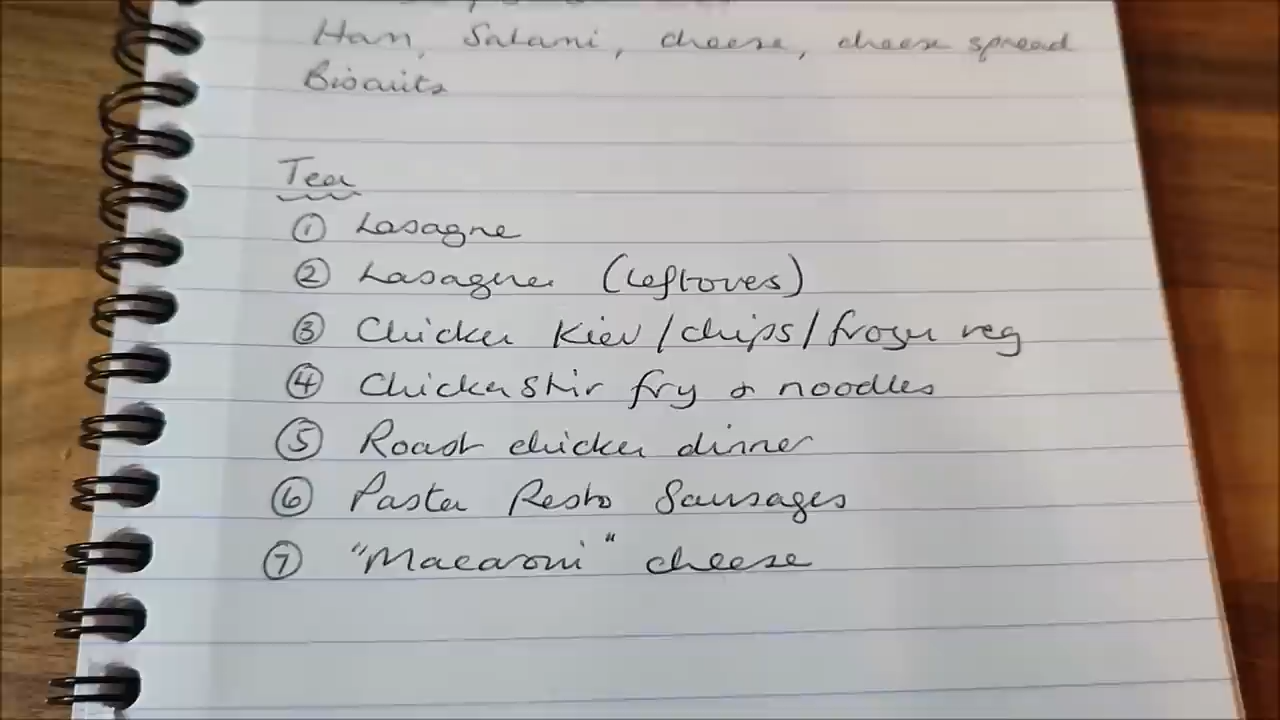 Ham, Salami, cheese, cheese spread
Biscuits
Tea
① Lasagne
② Lasagne (leftoves)
③ Chicken Kiev / chips / frozen veg
④ Chicken Stir fry & noodles
⑤ Roast chicken dinner
⑥ Pasta Pesto Sausages
⑦ "Macaroni" cheese